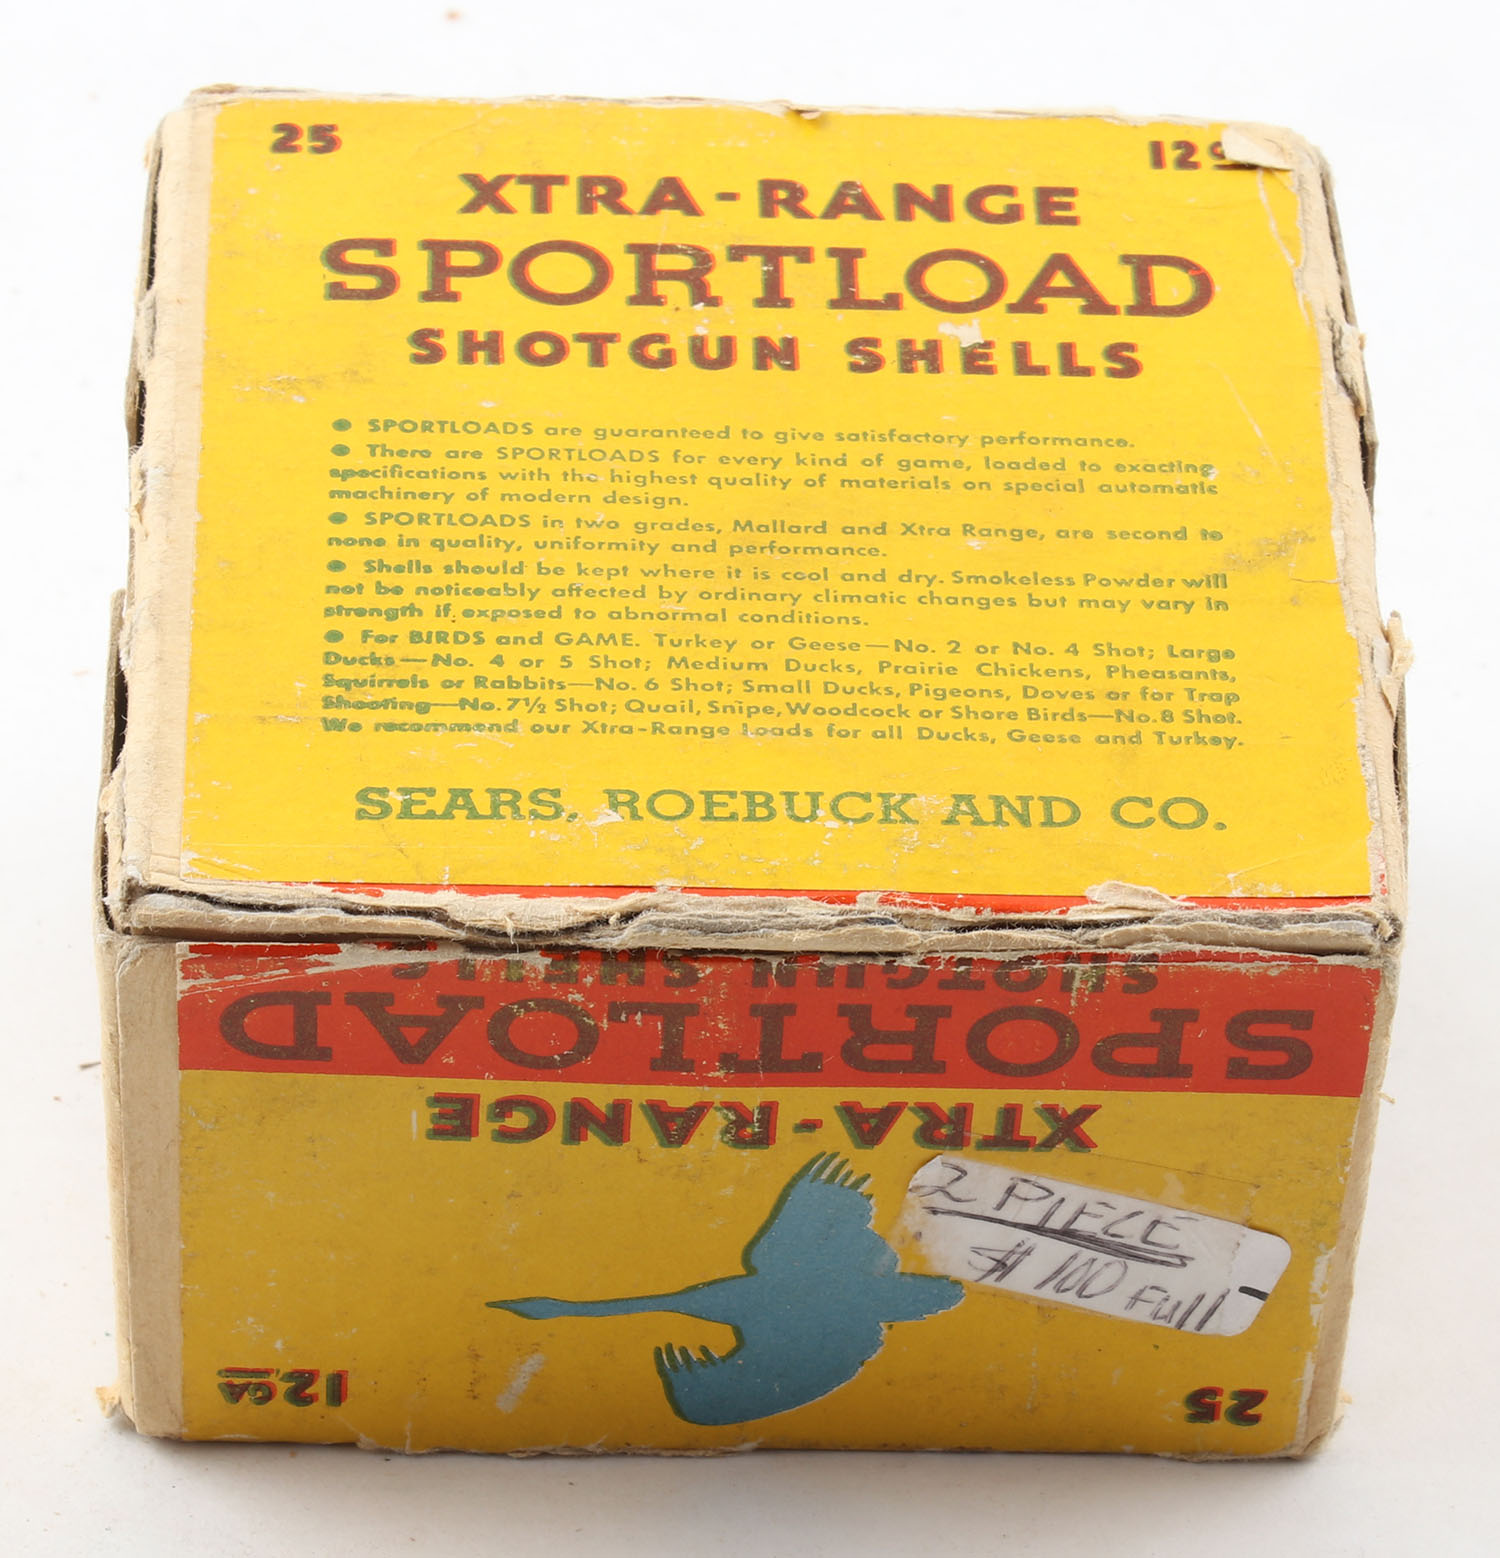 25 12
XTRA-RANGE
SPORTLOAD
SHOTGUN SHELLS
● SPORTLOADS are guaranteed to give satisfactory performance.
● There are SPORTLOADS for every kind of game, loaded to exacting
specifications with the highest quality of materials on special automatic
machinery of modern design.
● SPORTLOADS in two grades, Mallard and Xtra Range, are second to
none in quality, uniformity and performance.
● Shells should be kept where it is cool and dry. Smokeless Powder will
not be noticeably affected by ordinary climatic changes but may vary in
strength if exposed to abnormal conditions.
● For BIRDS and GAME. Turkey or Geese—No. 2 or No. 4 Shot; Large
Ducks—No. 4 or 5 Shot; Medium Ducks, Prairie Chickens, Pheasants,
Squirrels or Rabbits—No. 6 Shot; Small Ducks, Pigeons, Doves or for Trap
Shooting—No. 7½ Shot; Quail, Snipe, Woodcock or Shore Birds—No. 8 Shot.
We recommend our Xtra-Range Loads for all Ducks, Geese and Turkey.
SEARS, ROEBUCK AND CO.
SHOTGUN SHELLS
SPORTLOAD
XTRA-RANGE
2 PIECE
$100 Full
12 GA
25